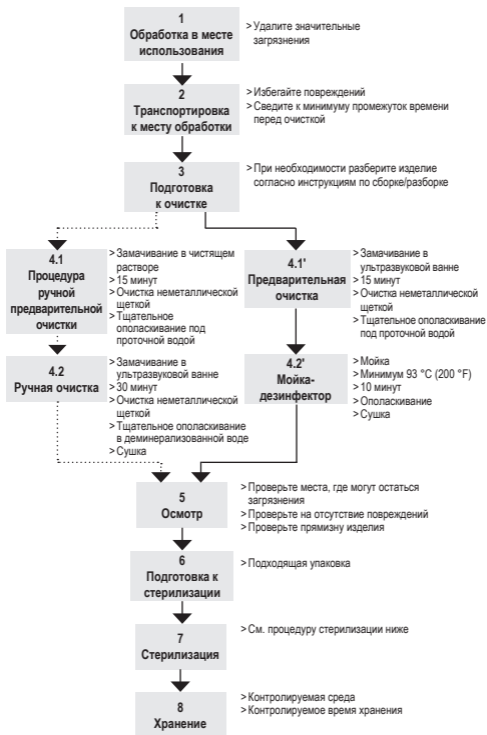 1
Обработка в месте
использования
> Удалите значительные
загрязнения
2
Транспортировка
к месту обработки
> Избегайте повреждений
> Сведите к минимуму промежуток времени
перед очисткой
3
Подготовка
к очистке
> При необходимости разберите изделие
согласно инструкциям по сборке/разборке
4.1
Процедура
ручной
предварительной
очистки
> Замачивание в чистящем
растворе
> 15 минут
> Очистка неметаллической
щеткой
> Тщательное
ополаскивание под
проточной водой
4.1'
Предварительная
очистка
> Замачивание в
ультразвуковой ванне
> 15 минут
> Очистка неметаллической
щеткой
> Тщательное ополаскивание
под проточной водой
4.2
Ручная очистка
> Замачивание в
ультразвуковой ванне
> 30 минут
> Очистка неметаллической
щеткой
> Тщательное ополаскивание
в деминерализованной воде
> Сушка
4.2'
Мойка-
дезинфектор
> Мойка
> Минимум 93 °C (200 °F)
> 10 минут
> Ополаскивание
> Сушка
5
Осмотр
> Проверьте места, где могут остаться
загрязнения
> Проверьте на отсутствие повреждений
> Проверьте прямизну изделия
6
Подготовка к
стерилизации
> Подходящая упаковка
7
Стерилизация
> См. процедуру стерилизации ниже
8
Хранение
> Контролируемая среда
> Контролируемое время хранения